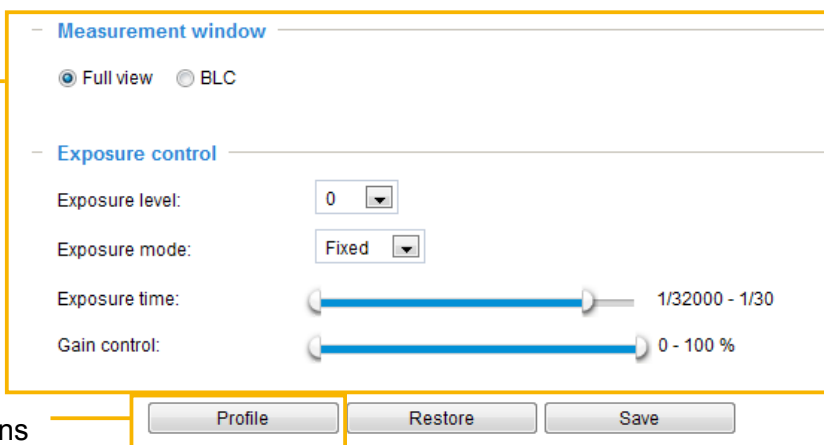 Measurement window
Full view BLC
Exposure control
Exposure level: 0
Exposure mode: Fixed
Exposure time: 1/32000 - 1/30
Gain control: 0 - 100 %
Profile Restore Save